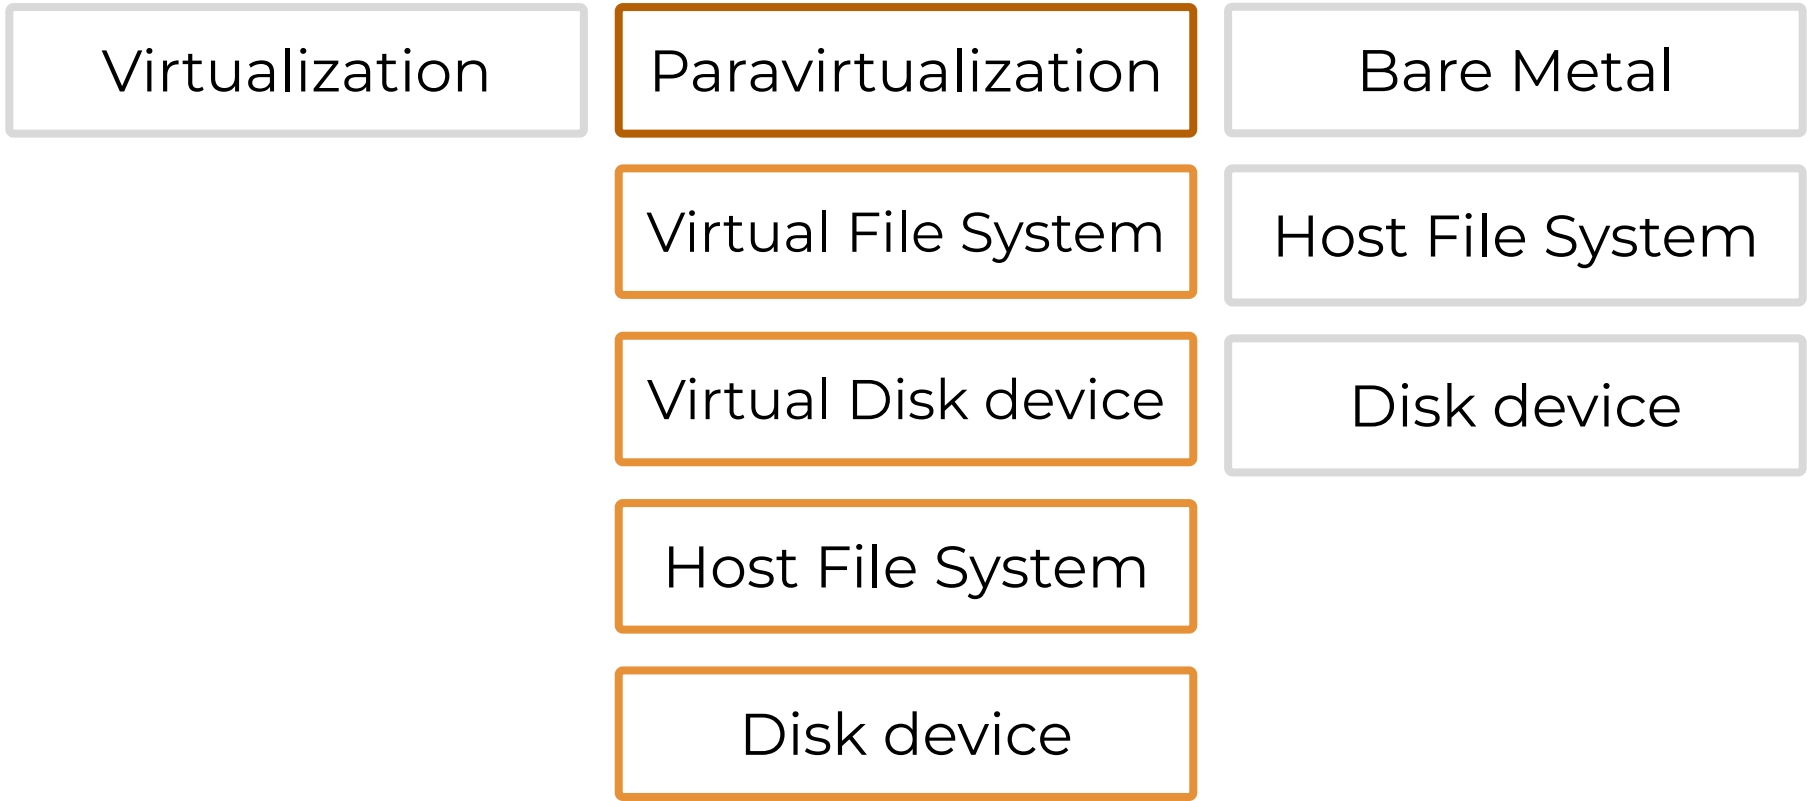 Virtualization
Paravirtualization
Bare Metal
Virtual File System
Host File System
Virtual Disk device
Disk device
Host File System
Disk device